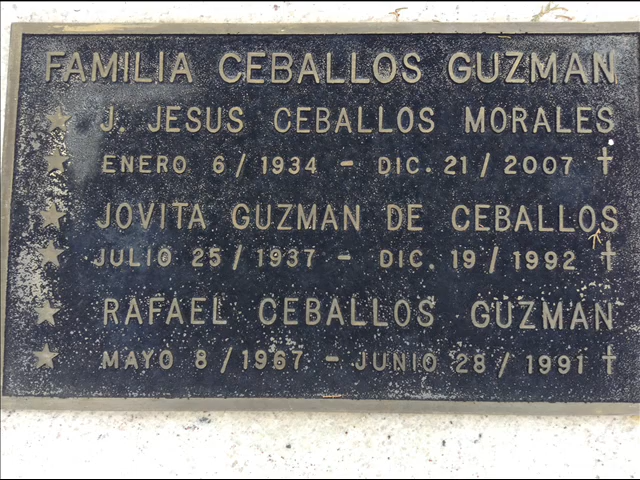 FAMILIA CEBALLOS GUZMAN
J. JESUS CEBALLOS MORALES
ENERO 6/1934 - DIC. 21/2007 †
JOVITA GUZMAN DE CEBALLOS
JULIO 25/1937 - DIC. 19/1992 †
RAFAEL CEBALLOS GUZMAN
MAYO 8/1967 - JUNIO 28/1991 †